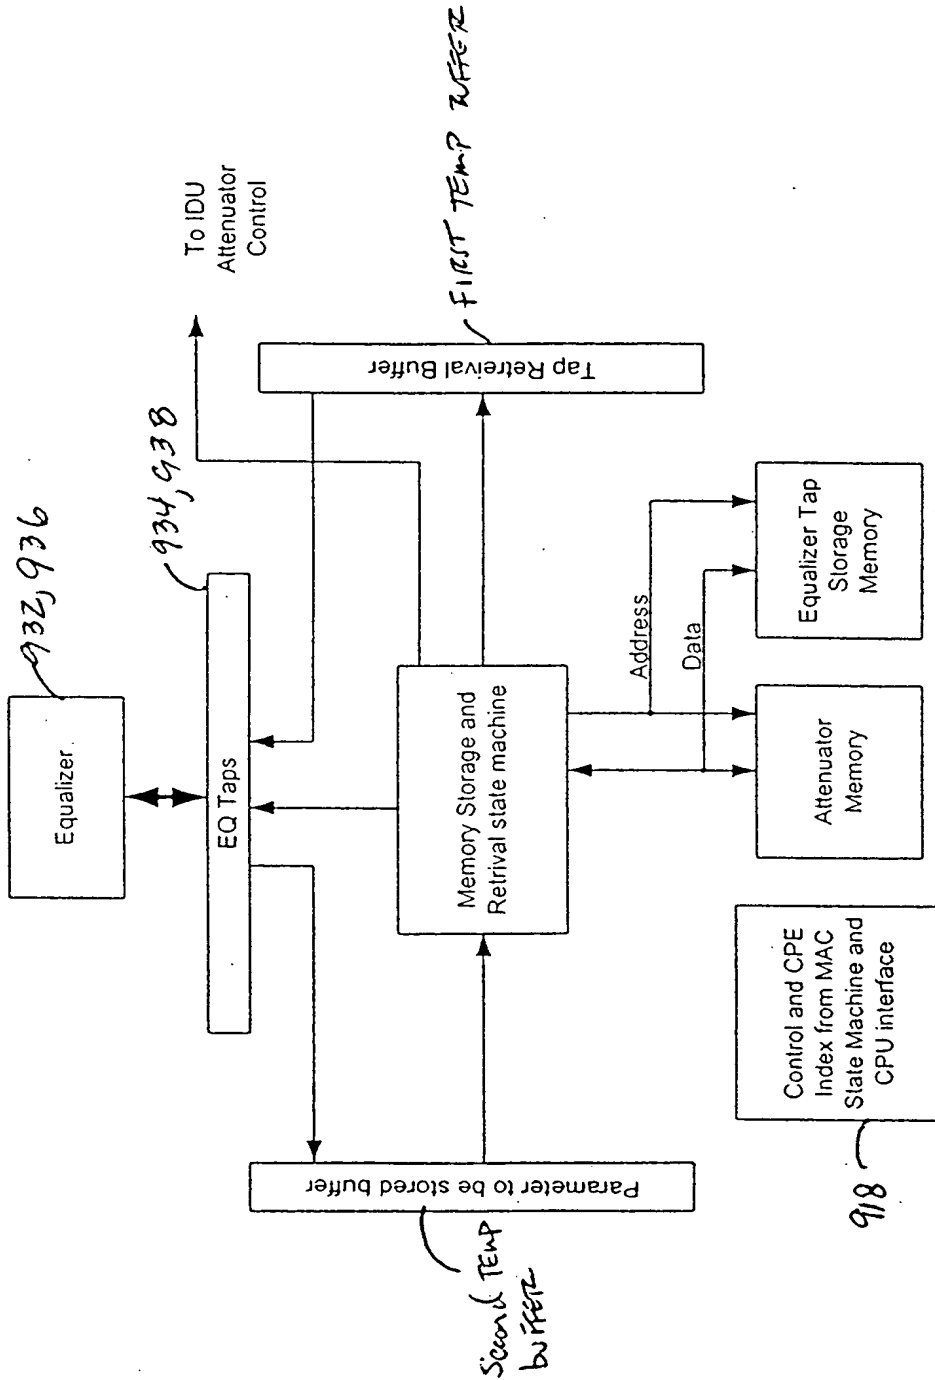 932, 936
Equalizer
934, 938
EQ Taps
To IDU
Attenuator
Control
Second TEMP
buFFER
Parameter to be stored buffer
Memory Storage and
Retrival state machine
Tap Retreival Buffer
FIRST TEMP BUFFER
Address
Data
918
Control and CPE
Index from MAC
State Machine and
CPU interface
Attenuator
Memory
Equalizer Tap
Storage
Memory